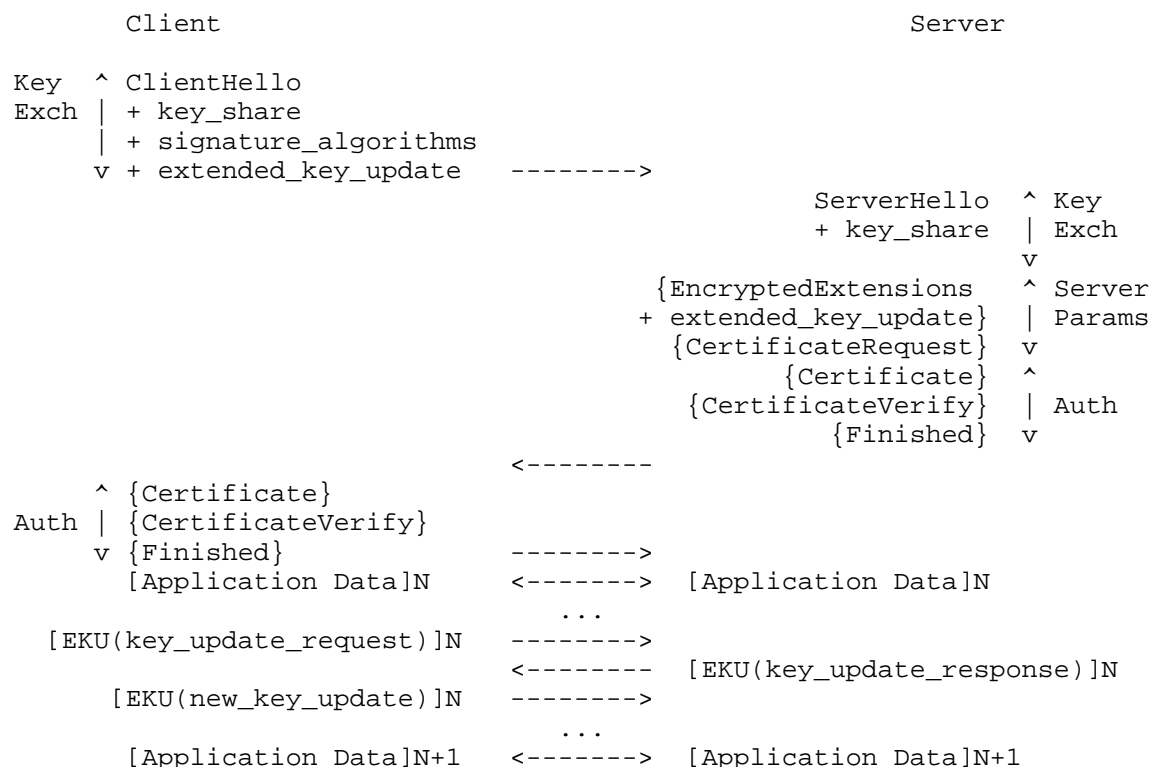 Client                                           Server

Key  ^ ClientHello
Exch | + key_share
     | + signature_algorithms
     v + extended_key_update   -------->
                                                  ServerHello  ^ Key
                                                  + key_share  | Exch
                                                               v
                                        {EncryptedExtensions   ^ Server
                                       + extended_key_update}  | Params
                                         {CertificateRequest}  v
                                                {Certificate}  ^
                                          {CertificateVerify}  | Auth
                                                   {Finished}  v
                               <--------
     ^ {Certificate}
Auth | {CertificateVerify}
     v {Finished}              -------->
       [Application Data]N     <------->  [Application Data]N
                                  ...
  [EKU(key_update_request)]N   -------->
                               <--------  [EKU(key_update_response)]N
      [EKU(new_key_update)]N   -------->
                                  ...
       [Application Data]N+1   <------->  [Application Data]N+1